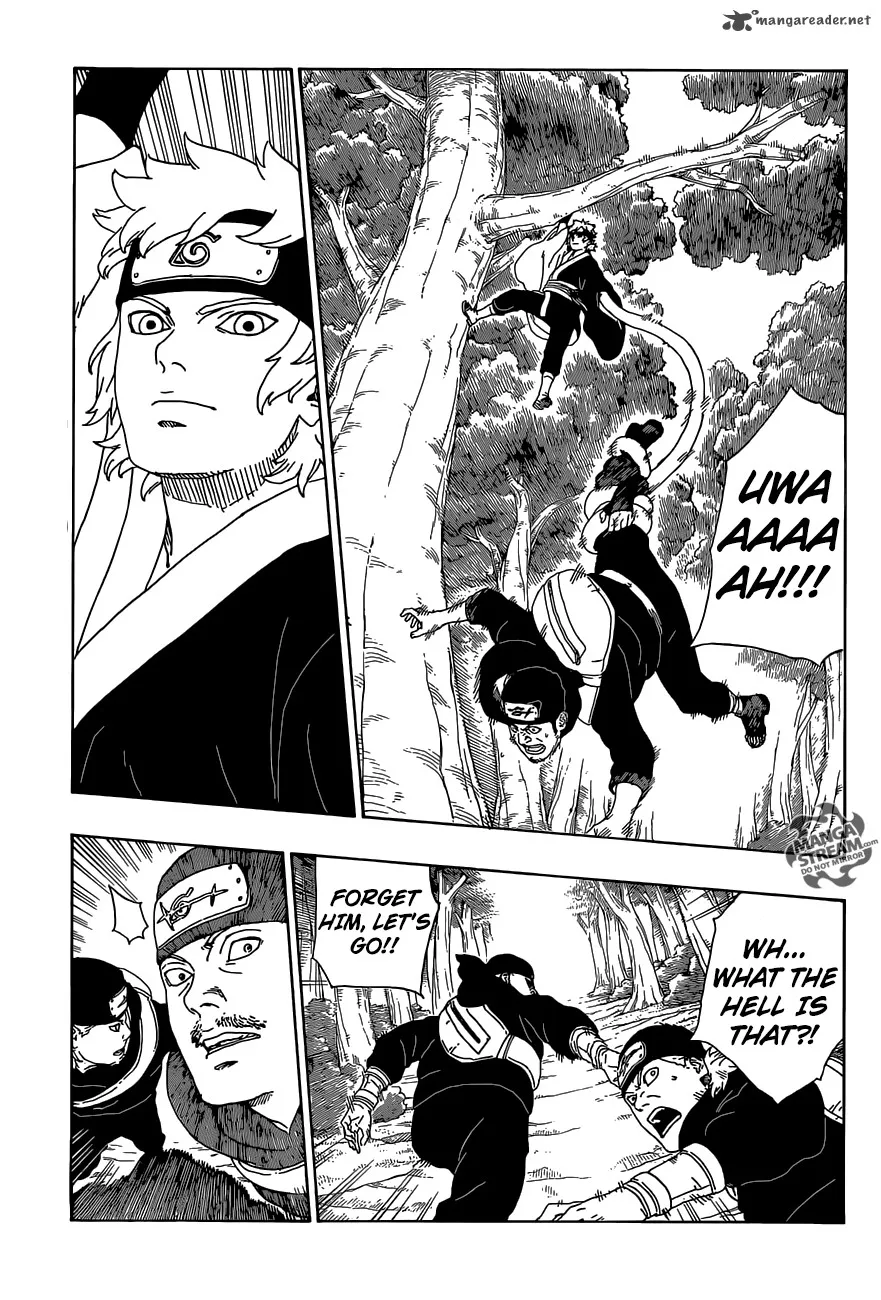 mangareader.net
UWA
AAAA
AH!!!
MANGA
STREAM.com
DO NOT MIRROR
WH...
WHAT THE
HELL IS
THAT?!
FORGET
HIM, LET'S
GO!!